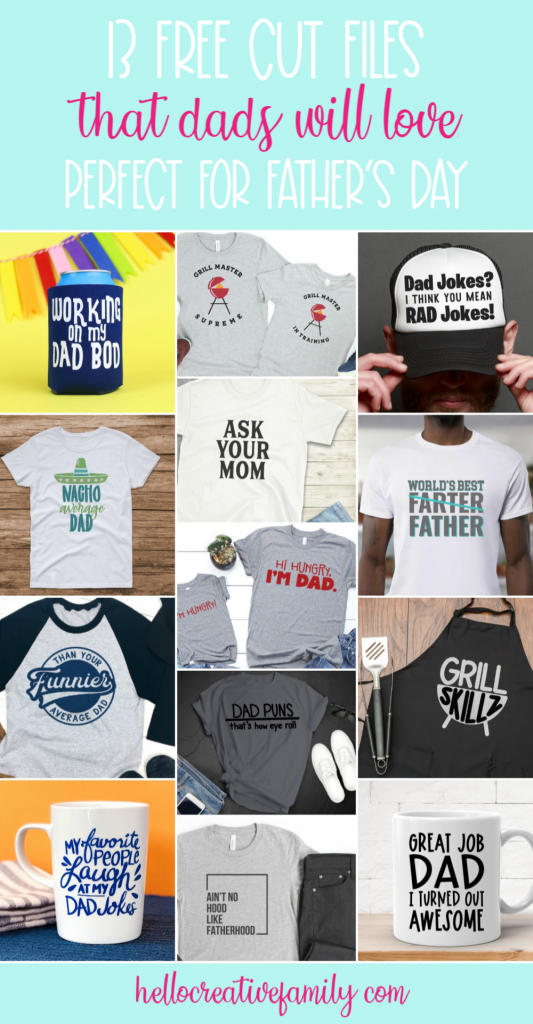 13 FREE CUT FILES
that dads will love
PERFECT FOR FATHER'S DAY
WORKING
on my
DAD BOD
GRILL MASTER
SUPREME
GRILL MASTER
IN TRAINING
Dad Jokes?
I THINK YOU MEAN
RAD Jokes!
NACHO
average
DAD
ASK
YOUR
MOM
WORLD'S BEST
FARTER
FATHER
I'M HUNGRY!
HI HUNGRY,
I'M DAD.
THAN YOUR
Funnier
AVERAGE DAD
DAD PUNS
that's how eye roll
GRILL
SKILLZ
MY favorite
PEOPLE
Laugh
AT MY
DAD Jokes
AIN'T NO
HOOD
LIKE
FATHERHOOD
GREAT JOB
DAD
I TURNED OUT
AWESOME
hellocreativefamily.com